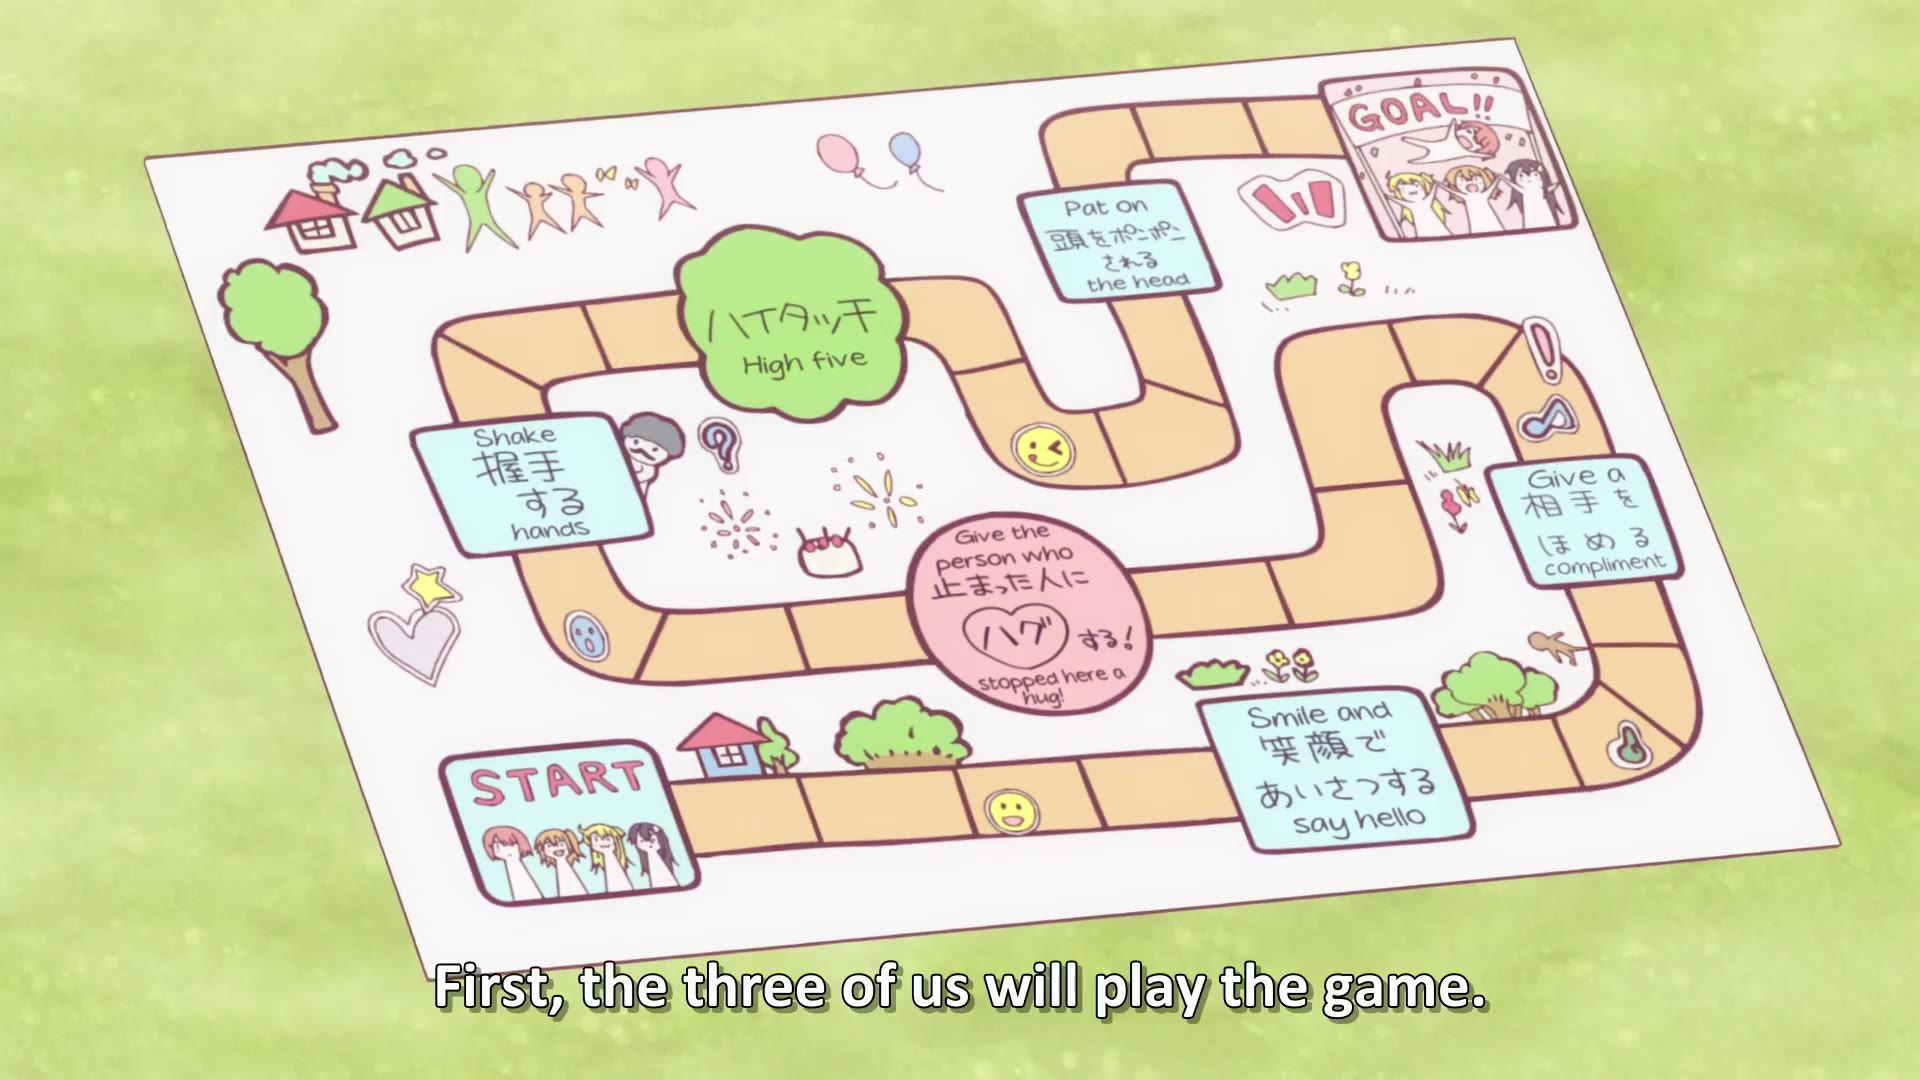 GOAL!!
Pat on
頭をポンポン
される
the head
ハイタッチ
High five
Shake
握手
する
hands
Give a
相手を
ほめる
compliment
Give the
person who
止まった人に
ハグ する!
stopped here a
hug!
Smile and
笑顔で
あいさつする
say hello
START
First, the three of us will play the game.